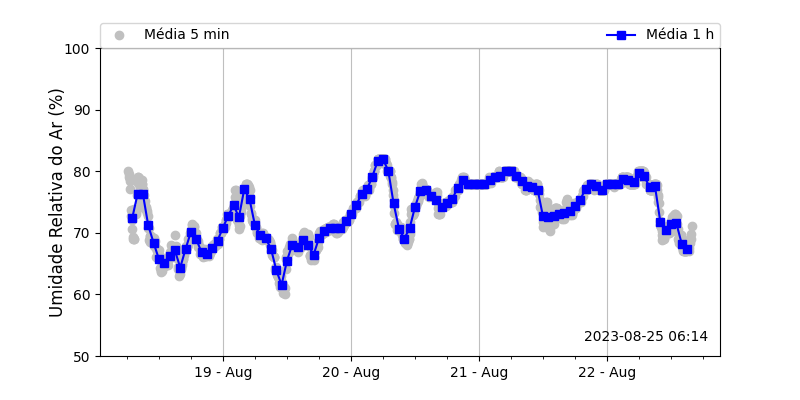 Média 5 min
Média 1 h
Umidade Relativa do Ar (%)
100
90
80
70
60
50
2023-08-25 06:14
19 - Aug
20 - Aug
21 - Aug
22 - Aug